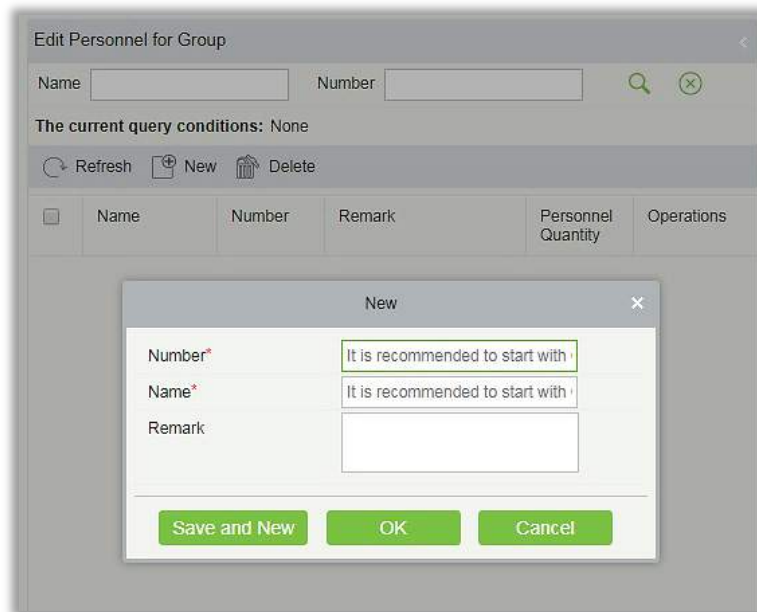 Edit Personnel for Group
Name Number
The current query conditions: None
Refresh New Delete
Name Number Remark Personnel Quantity Operations
New
Number*
It is recommended to start with
Name*
It is recommended to start with
Remark
Save and New OK Cancel